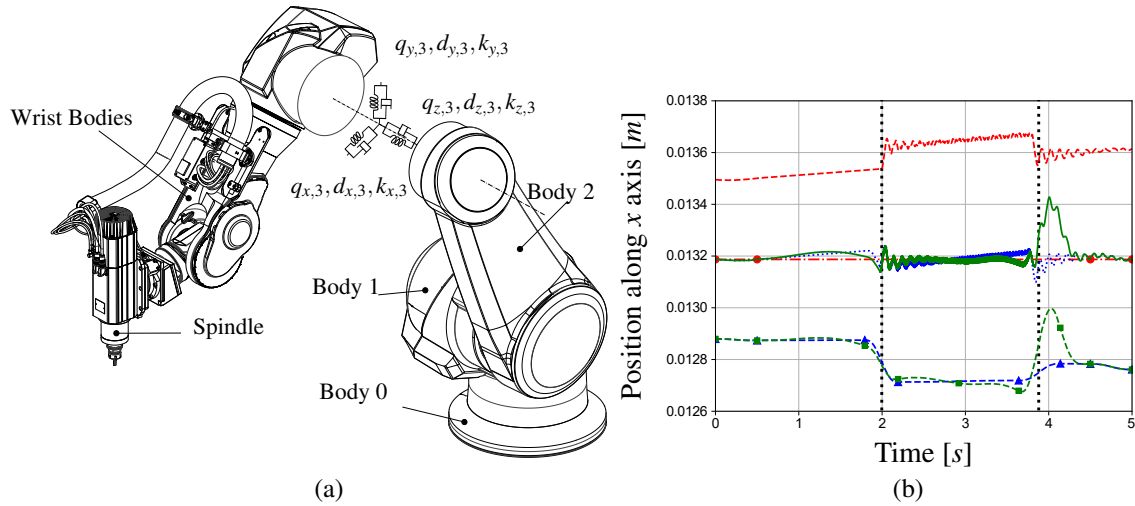 q_{y,3}, d_{y,3}, k_{y,3}
q_{z,3}, d_{z,3}, k_{z,3}
Wrist Bodies
q_{x,3}, d_{x,3}, k_{x,3}
Body 2
Body 1
Spindle
Body 0
(a)
Position along x axis [m]
0.0138
0.0136
0.0134
0.0132
0.0130
0.0128
0.0126
0 1 2 3 4 5
Time [s]
(b)